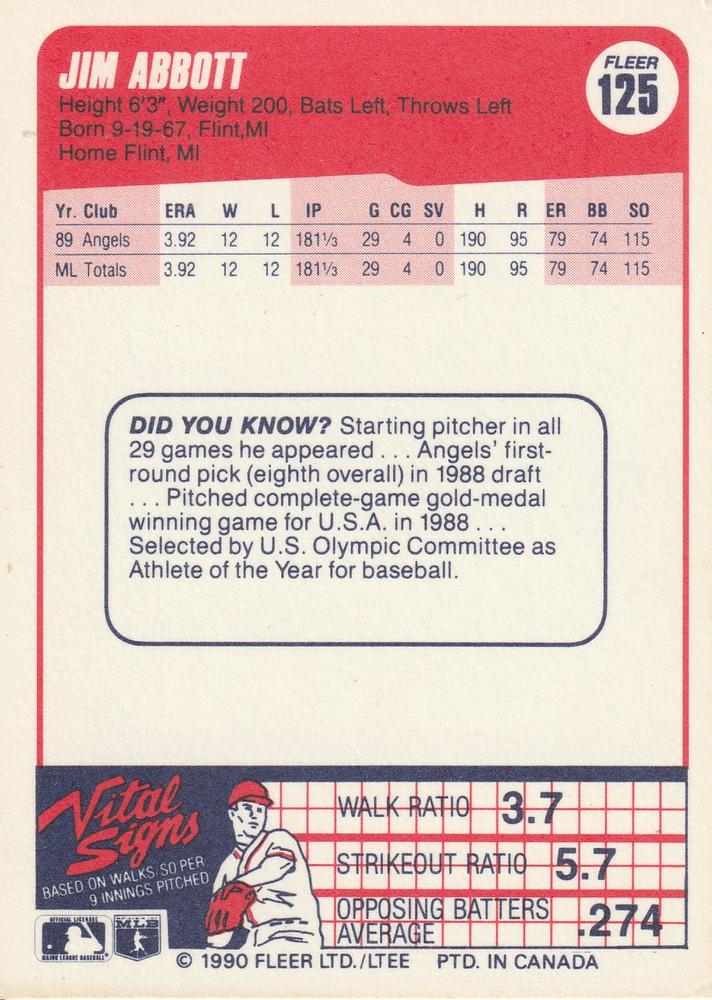 JIM ABBOTT
FLEER
125
Height 6'3", Weight 200, Bats Left, Throws Left
Born 9-19-67, Flint,MI
Home Flint, MI
Yr. Club ERA W L IP G CG SV H R ER BB SO
89 Angels 3.92 12 12 181⅓ 29 4 0 190 95 79 74 115
ML Totals 3.92 12 12 181⅓ 29 4 0 190 95 79 74 115
DID YOU KNOW? Starting pitcher in all
29 games he appeared . . . Angels' first-
round pick (eighth overall) in 1988 draft
. . . Pitched complete-game gold-medal
winning game for U.S.A. in 1988 . . .
Selected by U.S. Olympic Committee as
Athlete of the Year for baseball.
Vital
Signs
BASED ON WALKS/SO PER
9 INNINGS PITCHED
WALK RATIO 3.7
STRIKEOUT RATIO 5.7
OPPOSING BATTERS
AVERAGE .274
OFFICIAL LICENSEE
MAJOR LEAGUE BASEBALL
MLB
© 1990 FLEER LTD./LTEE PTD. IN CANADA